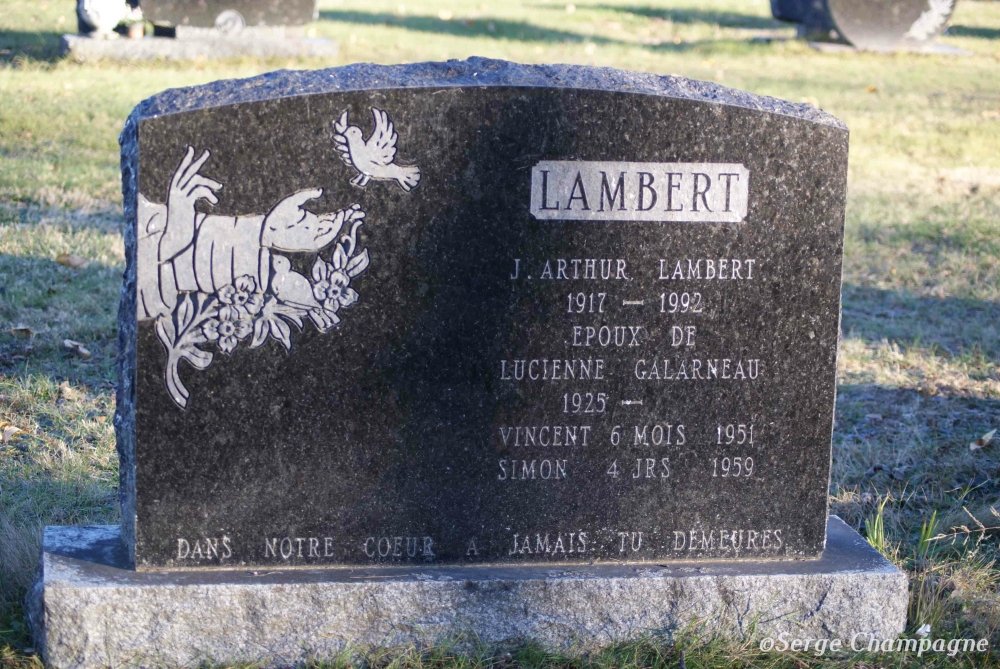 LAMBERT
J. ARTHUR LAMBERT
1917 — 1992
EPOUX DE
LUCIENNE GALARNEAU
1925 —
VINCENT 6 MOIS 1951
SIMON 4 JRS 1959
DANS NOTRE COEUR A JAMAIS TU DEMEURES
©Serge Champagne